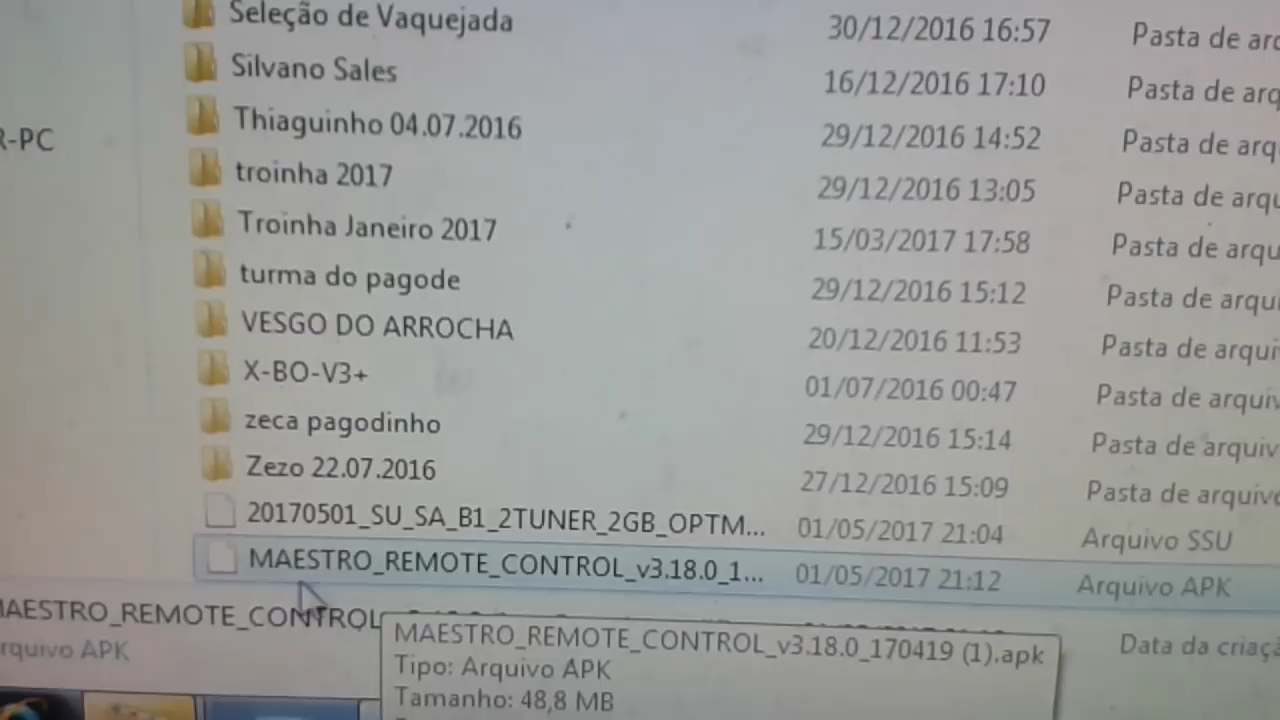 Seleção de Vaquejada 30/12/2016 16:57 Pasta de arq
Silvano Sales 16/12/2016 17:10 Pasta de arq
R-PC
Thiaguinho 04.07.2016 29/12/2016 14:52 Pasta de arq
troinha 2017 29/12/2016 13:05 Pasta de arqu
Troinha Janeiro 2017 15/03/2017 17:58 Pasta de arqu
turma do pagode 29/12/2016 15:12 Pasta de arqui
VESGO DO ARROCHA 20/12/2016 11:53 Pasta de arqui
X-BO-V3+ 01/07/2016 00:47 Pasta de arquiv
zeca pagodinho 29/12/2016 15:14 Pasta de arquiv
Zezo 22.07.2016 27/12/2016 15:09 Pasta de arquivo
20170501_SU_SA_B1_2TUNER_2GB_OPTM... 01/05/2017 21:04 Arquivo SSU
MAESTRO_REMOTE_CONTROL_v3.18.0_1... 01/05/2017 21:12 Arquivo APK
MAESTRO_REMOTE_CONTROL
Data da criaçã
rquivo APK
MAESTRO_REMOTE_CONTROL_v3.18.0_170419 (1).apk
Tipo: Arquivo APK
Tamanho: 48,8 MB